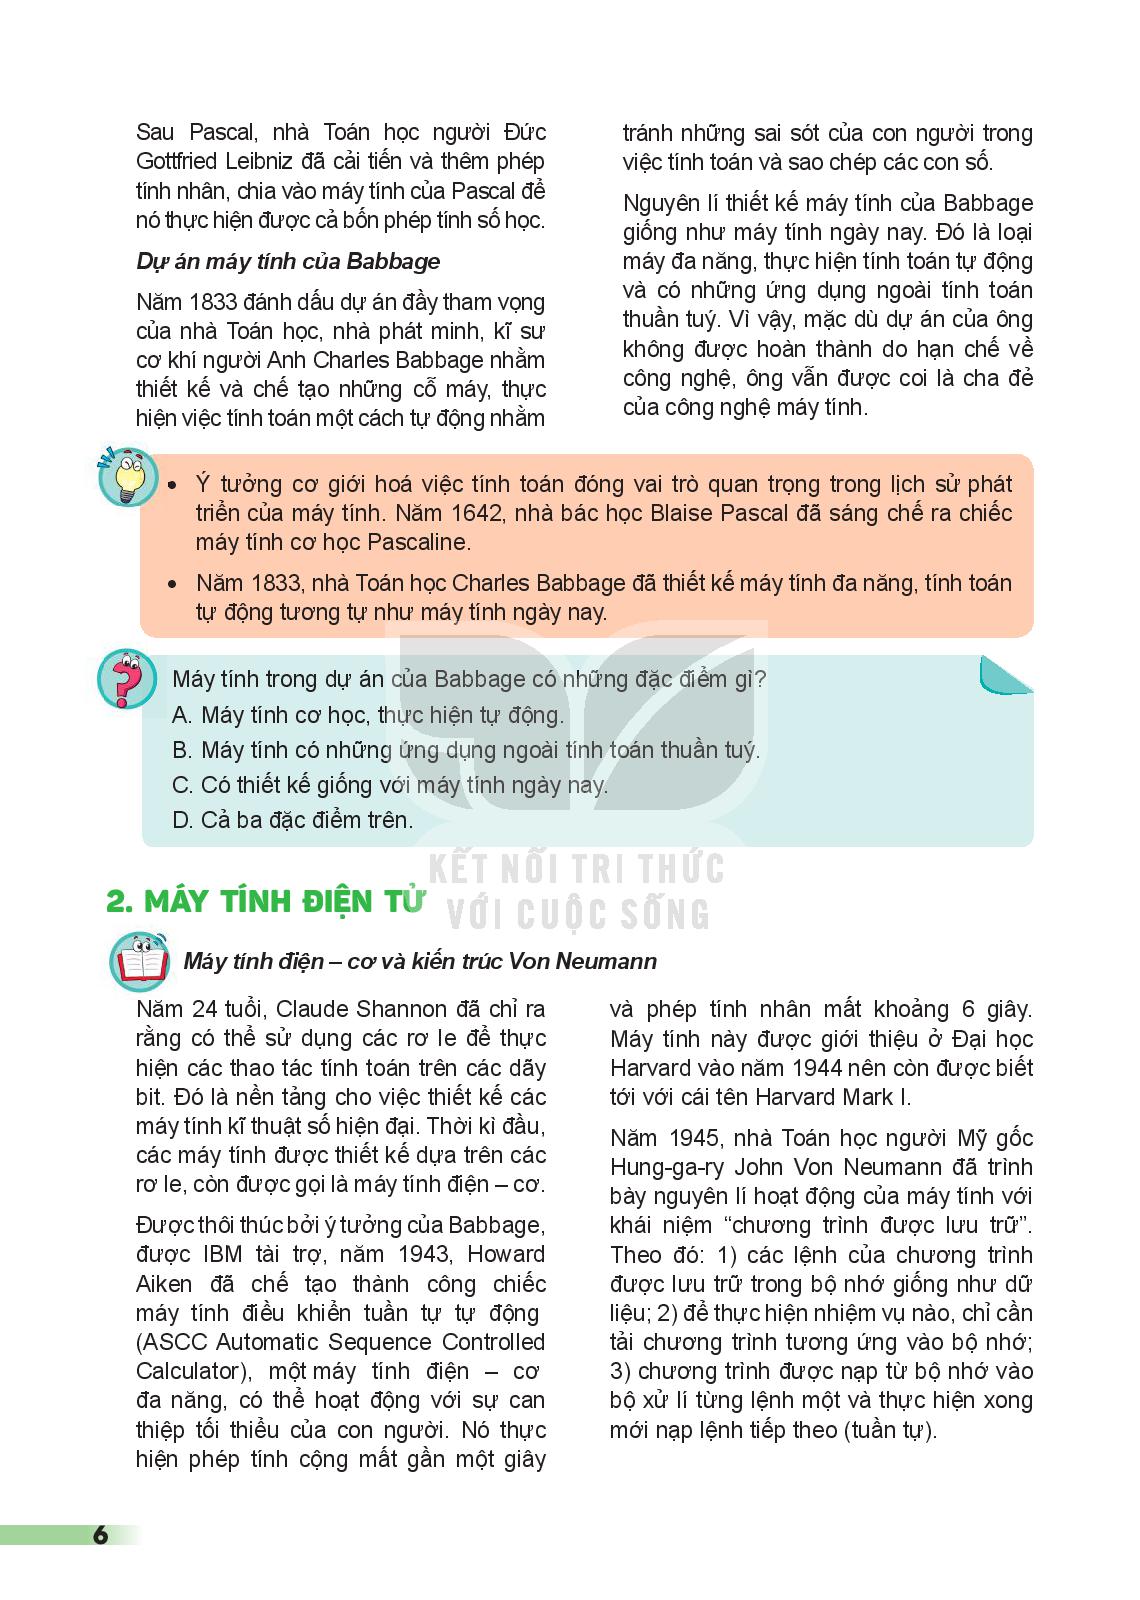 Sau Pascal, nhà Toán học người Đức
Gottfried Leibniz đã cải tiến và thêm phép
tính nhân, chia vào máy tính của Pascal để
nó thực hiện được cả bốn phép tính số học.
Dự án máy tính của Babbage
Năm 1833 đánh dấu dự án đầy tham vọng
của nhà Toán học, nhà phát minh, kĩ sư
cơ khí người Anh Charles Babbage nhằm
thiết kế và chế tạo những cỗ máy, thực
hiện việc tính toán một cách tự động nhằm
tránh những sai sót của con người trong
việc tính toán và sao chép các con số.
Nguyên lí thiết kế máy tính của Babbage
giống như máy tính ngày nay. Đó là loại
máy đa năng, thực hiện tính toán tự động
và có những ứng dụng ngoài tính toán
thuần tuý. Vì vậy, mặc dù dự án của ông
không được hoàn thành do hạn chế về
công nghệ, ông vẫn được coi là cha đẻ
của công nghệ máy tính.
• Ý tưởng cơ giới hoá việc tính toán đóng vai trò quan trọng trong lịch sử phát
triển của máy tính. Năm 1642, nhà bác học Blaise Pascal đã sáng chế ra chiếc
máy tính cơ học Pascaline.
• Năm 1833, nhà Toán học Charles Babbage đã thiết kế máy tính đa năng, tính toán
tự động tương tự như máy tính ngày nay.
Máy tính trong dự án của Babbage có những đặc điểm gì?
A. Máy tính cơ học, thực hiện tự động.
B. Máy tính có những ứng dụng ngoài tính toán thuần tuý.
C. Có thiết kế giống với máy tính ngày nay.
D. Cả ba đặc điểm trên.
KẾT NỐI TRI THỨC
VỚI CUỘC SỐNG
2. MÁY TÍNH ĐIỆN TỬ
Máy tính điện – cơ và kiến trúc Von Neumann
Năm 24 tuổi, Claude Shannon đã chỉ ra
rằng có thể sử dụng các rơ le để thực
hiện các thao tác tính toán trên các dãy
bit. Đó là nền tảng cho việc thiết kế các
máy tính kĩ thuật số hiện đại. Thời kì đầu,
các máy tính được thiết kế dựa trên các
rơ le, còn được gọi là máy tính điện – cơ.
Được thôi thúc bởi ý tưởng của Babbage,
được IBM tài trợ, năm 1943, Howard
Aiken đã chế tạo thành công chiếc
máy tính điều khiển tuần tự tự động
(ASCC Automatic Sequence Controlled
Calculator), một máy tính điện – cơ
đa năng, có thể hoạt động với sự can
thiệp tối thiểu của con người. Nó thực
hiện phép tính cộng mất gần một giây
và phép tính nhân mất khoảng 6 giây.
Máy tính này được giới thiệu ở Đại học
Harvard vào năm 1944 nên còn được biết
tới với cái tên Harvard Mark I.
Năm 1945, nhà Toán học người Mỹ gốc
Hung-ga-ry John Von Neumann đã trình
bày nguyên lí hoạt động của máy tính với
khái niệm “chương trình được lưu trữ”.
Theo đó: 1) các lệnh của chương trình
được lưu trữ trong bộ nhớ giống như dữ
liệu; 2) để thực hiện nhiệm vụ nào, chỉ cần
tải chương trình tương ứng vào bộ nhớ;
3) chương trình được nạp từ bộ nhớ vào
bộ xử lí từng lệnh một và thực hiện xong
mới nạp lệnh tiếp theo (tuần tự).
6